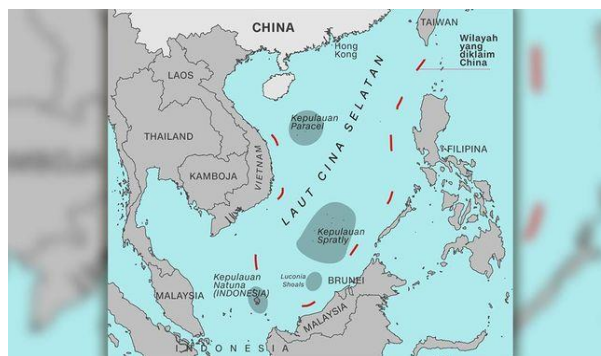 CHINA
TAIWAN
Hong
Kong
Wilayah
yang
diklaim
China
LAOS
LAUT CINA SELATAN
Kepulauan
Paracel
THAILAND
VIETNAM
FILIPINA
KAMBOJA
Kepulauan
Spratly
Kepulauan
Natuna
(INDONESIA)
Luconia
Shoals
BRUNEI
MALAYSIA
MALAYSIA
INDONESIA